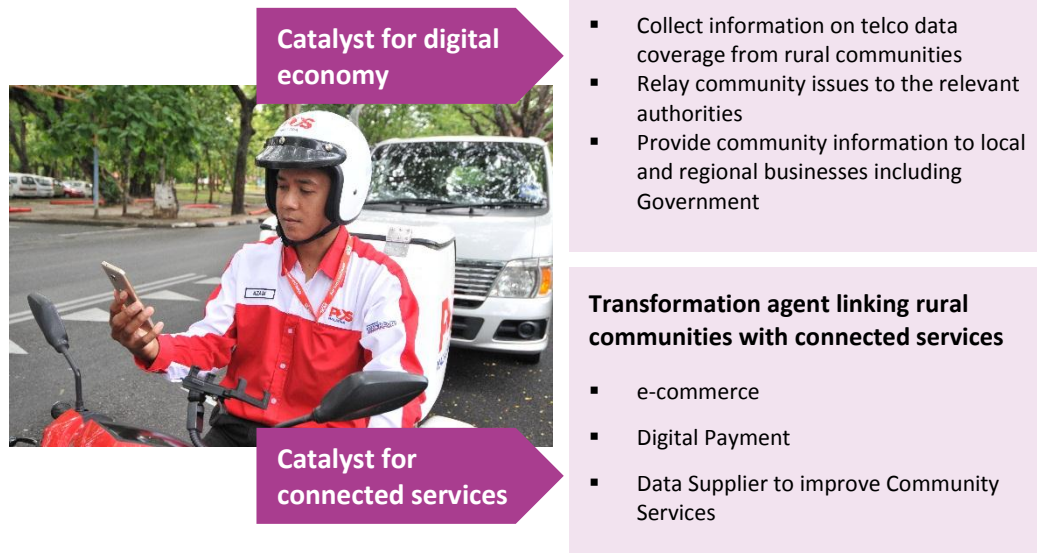 Catalyst for digital
economy
▪ Collect information on telco data
coverage from rural communities
▪ Relay community issues to the relevant
authorities
▪ Provide community information to local
and regional businesses including
Government
POS
POS
Transformation agent linking rural
communities with connected services
▪ e-commerce
▪ Digital Payment
▪ Data Supplier to improve Community
Services
Catalyst for
connected services